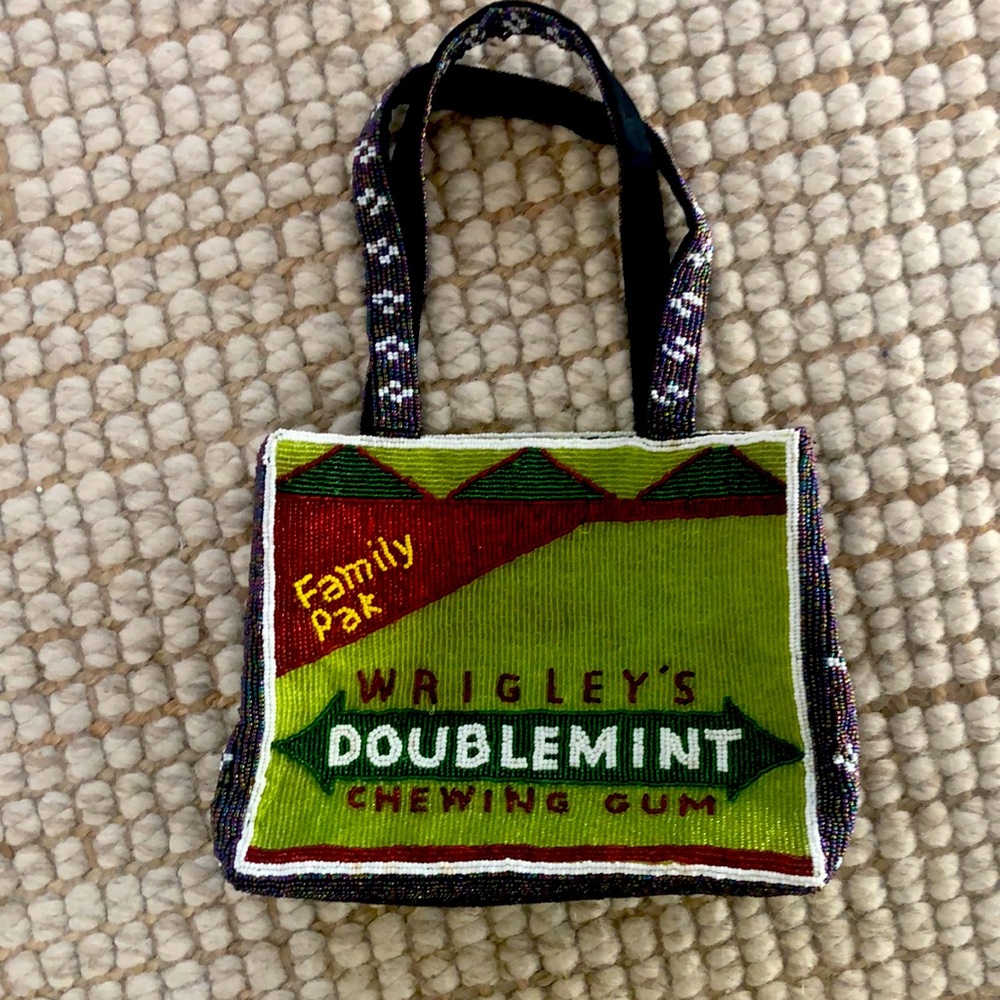 Family
Pak
WRIGLEY'S
DOUBLEMINT
CHEWING GUM